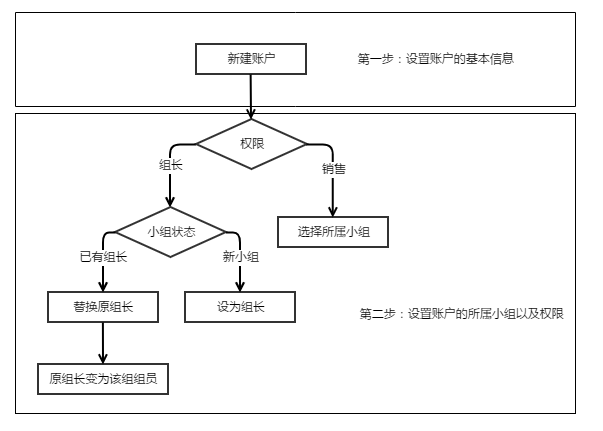 新建账户
第一步：设置账户的基本信息
权限
组长
销售
小组状态
选择所属小组
已有组长
新小组
替换原组长
设为组长
第二步：设置账户的所属小组以及权限
原组长变为该组组员